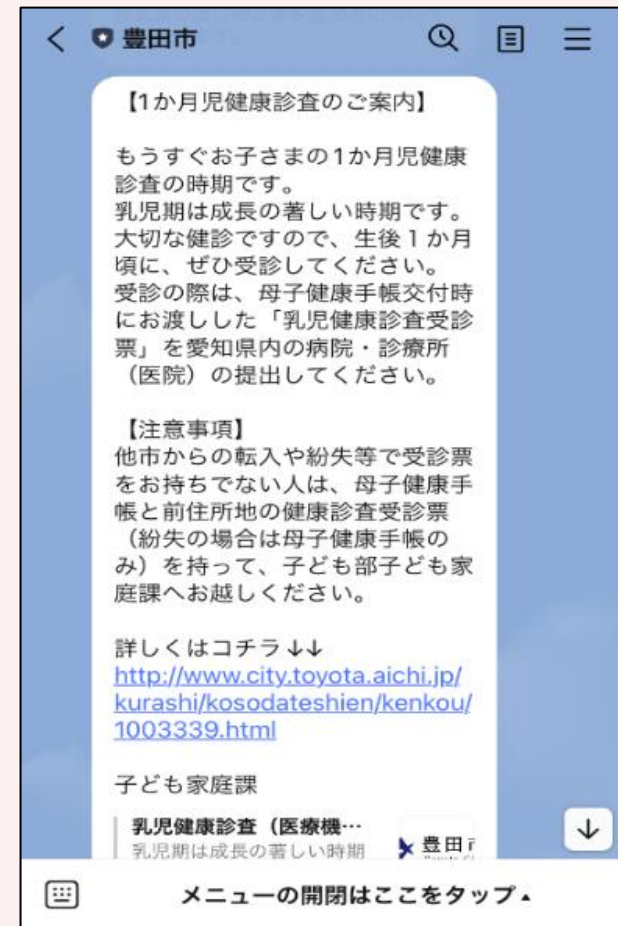 豊田市
【1か月児健康診査のご案内】
もうすぐお子さまの1か月児健康
診査の時期です。
乳児期は成長の著しい時期です。
大切な健診ですので、生後１か月
頃に、ぜひ受診してください。
受診の際は、母子健康手帳交付時
にお渡しした「乳児健康診査受診
票」を愛知県内の病院・診療所
（医院）の提出してください。
【注意事項】
他市からの転入や紛失等で受診票
をお持ちでない人は、母子健康手
帳と前住所地の健康診査受診票
（紛失の場合は母子健康手帳の
み）を持って、子ども部子ども家
庭課へお越しください。
詳しくはコチラ↓↓
http://www.city.toyota.aichi.jp/
kurashi/kosodateshien/kenkou/
1003339.html
子ども家庭課
乳児健康診査（医療機…
乳児期は成長の著しい時期
豊田市
メニューの開閉はここをタップ▲